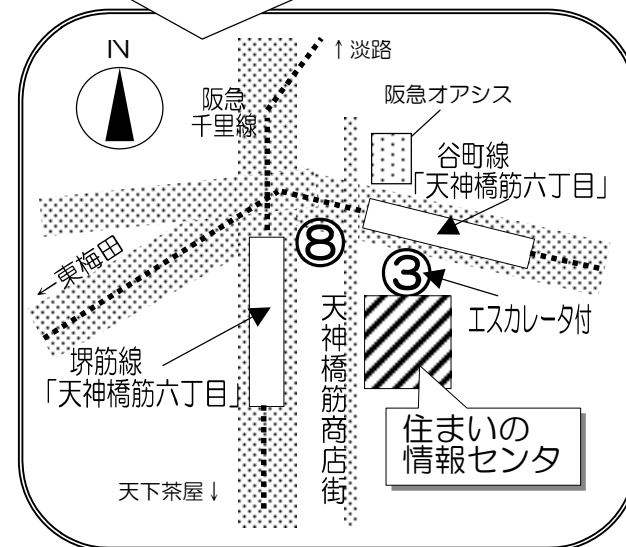 N
↑淡路
阪急
千里線
阪急オアシス
谷町線
「天神橋筋六丁目」
⑧
③
←東梅田
エスカレータ付
堺筋線
「天神橋筋六丁目」
天神橋筋商店街
住まいの
情報センタ
天下茶屋↓